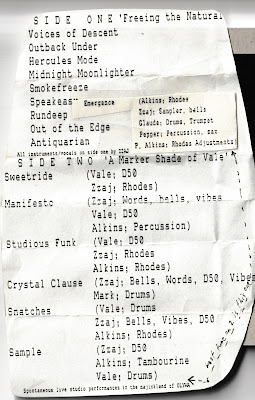 SIDE ONE 'Freeing the Natural
Voices of Descent
Outback Under
Hercules Mode
Midnight Moonlighter
Smokefreeze
Speakeas
Emergance (Alkins; Rhodes
Zzaj; Sampler, bells
Rundeep
Glaude; Drums, Trumpet
Out of the Edge
Pepper; Percussion, sax
Antiquarian
P. Alkins; Rhodes Adjustments)
All instruments/vocals on side one by ZZAJ
SIDE TWO 'A Marker Shade of Vale'
Sweetride (Vale; D50
Zzaj; Rhodes)
Manifesto (Zzaj; Words, bells, vibes
Vale; D50
Alkins; Percussion)
Studious Funk (Vale; D50
Zzaj; Rhodes
Alkins; Rhodes)
Crystal Clause (Zzaj; Bells, Words, D50, Vibes
Mark; Drums)
Snatches (Vale; Drums
Zzaj; Bells, Vibes, D50
Alkins; Rhodes)
Sample (Zzaj; D50
Alkins; Tambourine
Vale; Drums)
Spontaneous live studio performances in the majikland of